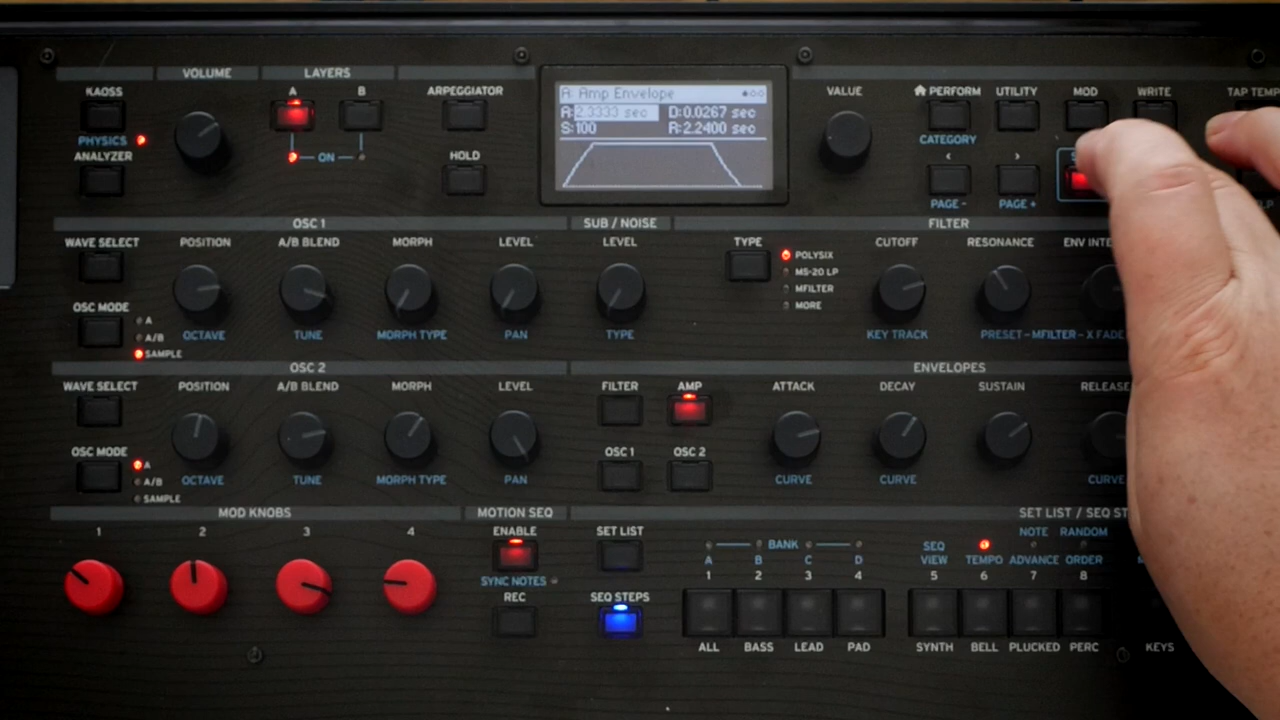 VOLUME LAYERS
KAOSS A B ARPEGGIATOR
A: Amp Envelope
A:2.3333 sec D:0.0267 sec
S:100 R:2.2400 sec
VALUE PERFORM UTILITY MOD WRITE TAP TEMP
PHYSICS CATEGORY
ANALYZER ON HOLD < >
PAGE - PAGE +
OSC 1 SUB / NOISE FILTER
WAVE SELECT POSITION A/B BLEND MORPH LEVEL LEVEL TYPE CUTOFF RESONANCE ENV INTE
POLYSIX
MS-20 LP
MFILTER
MORE
OSC MODE
A
A/B
SAMPLE
OCTAVE TUNE MORPH TYPE PAN TYPE KEY TRACK PRESET - MFILTER - X FADE
OSC 2 ENVELOPES
WAVE SELECT POSITION A/B BLEND MORPH LEVEL FILTER AMP ATTACK DECAY SUSTAIN RELEASE
OSC MODE
A
A/B
SAMPLE
OCTAVE TUNE MORPH TYPE PAN OSC 1 OSC 2 CURVE CURVE CURVE
MOD KNOBS MOTION SEQ SET LIST / SEQ ST
1 2 3 4 ENABLE SET LIST NOTE RANDOM
BANK
A B C D SEQ VIEW TEMPO ADVANCE ORDER
1 2 3 4 5 6 7 8
SYNC NOTES
REC SEQ STEPS
ALL BASS LEAD PAD SYNTH BELL PLUCKED PERC KEYS